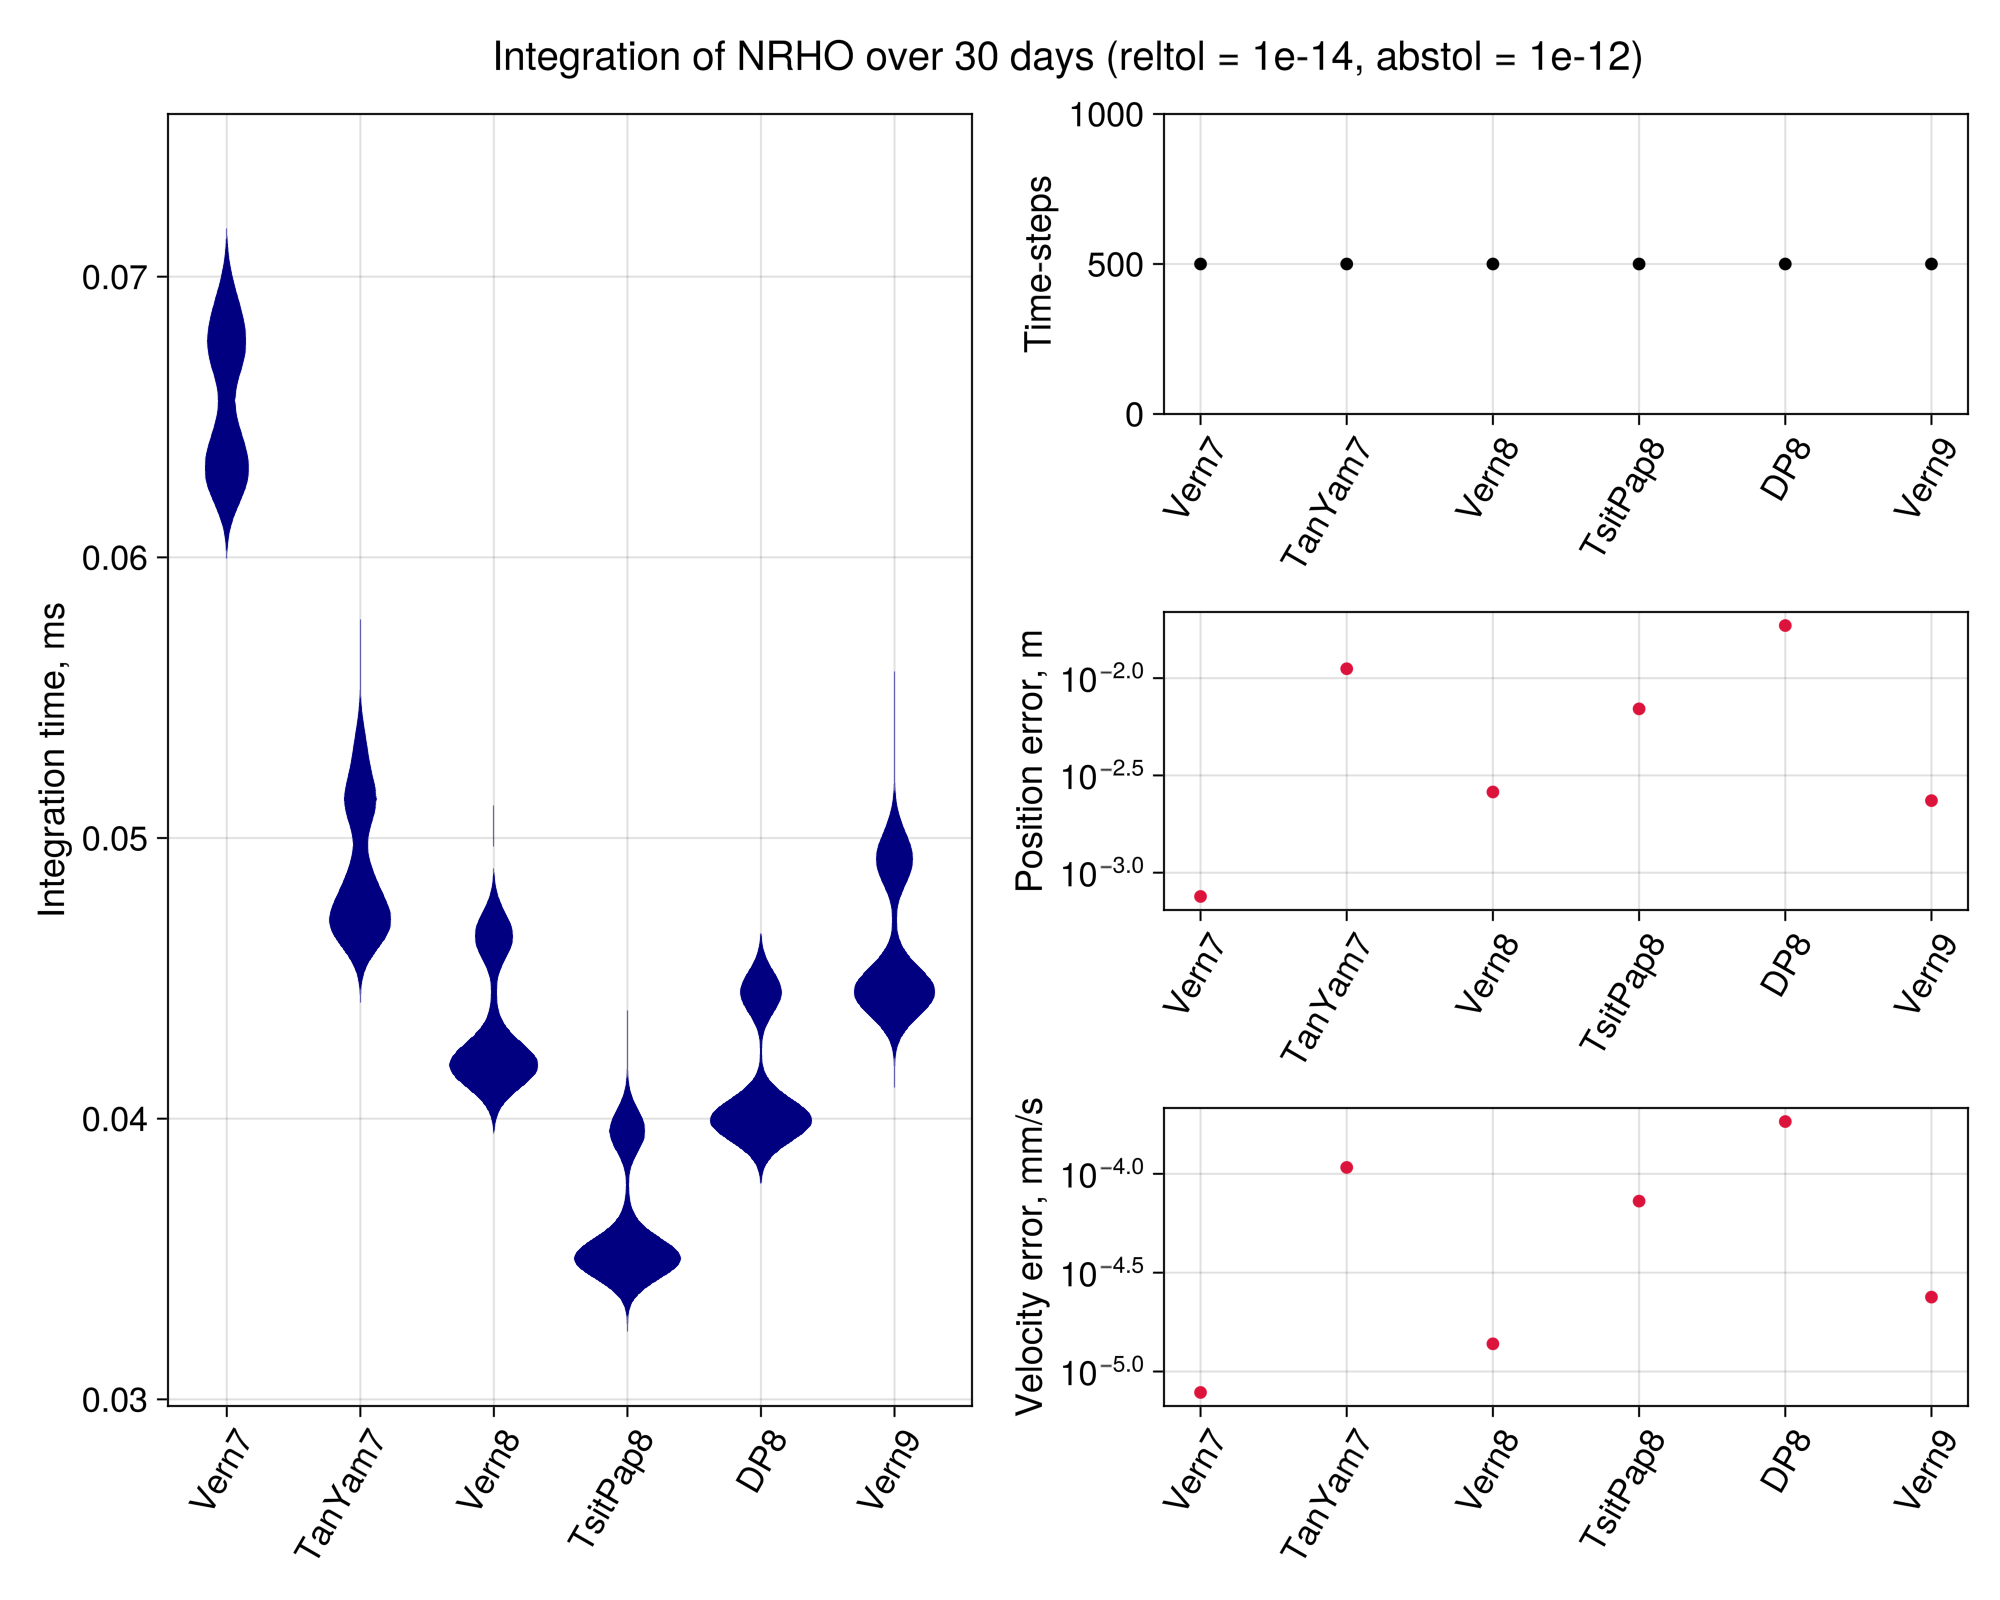 Integration of NRHO over 30 days (reltol = 1e-14, abstol = 1e-12)
Integration time, ms
0.07
0.06
0.05
0.04
0.03
Vern7
TanYam7
Vern8
TsitPap8
DP8
Vern9
Time-steps
1000
500
0
Vern7
TanYam7
Vern8
TsitPap8
DP8
Vern9
Position error, m
10−2.0
10−2.5
10−3.0
Vern7
TanYam7
Vern8
TsitPap8
DP8
Vern9
Velocity error, mm/s
10−4.0
10−4.5
10−5.0
Vern7
TanYam7
Vern8
TsitPap8
DP8
Vern9